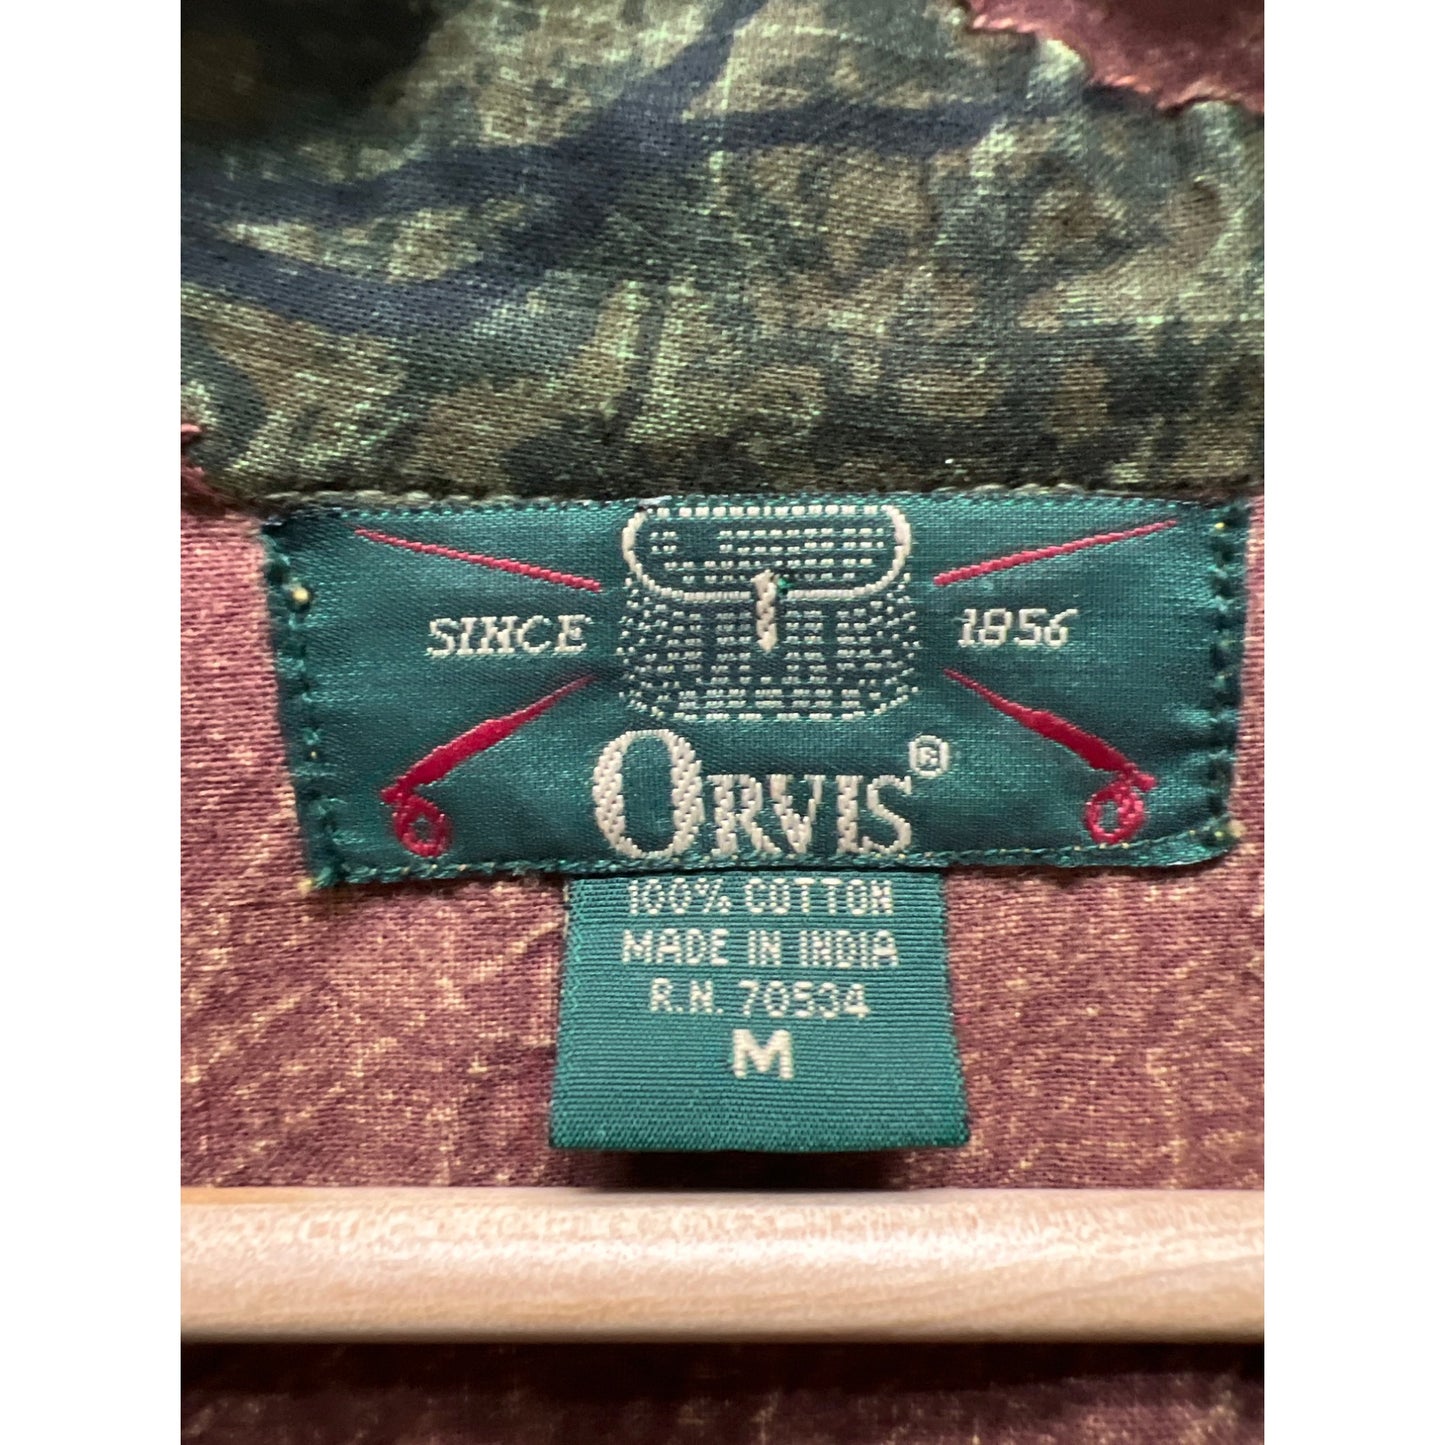 SINCE 1856
ORVIS®
100% COTTON
MADE IN INDIA
R.N. 70534
M